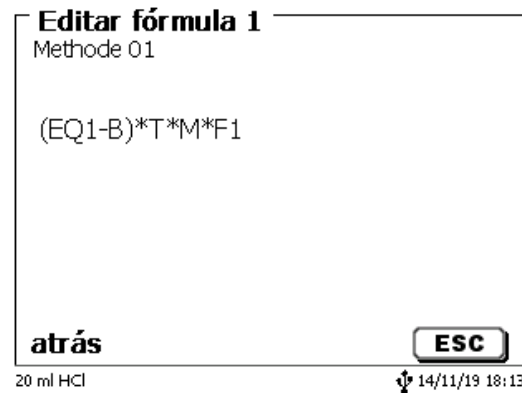 Editar fórmula 1
Methode 01
(EQ1-B)*T*M*F1
atrás
ESC
20 ml HCl
14/11/19 18:13